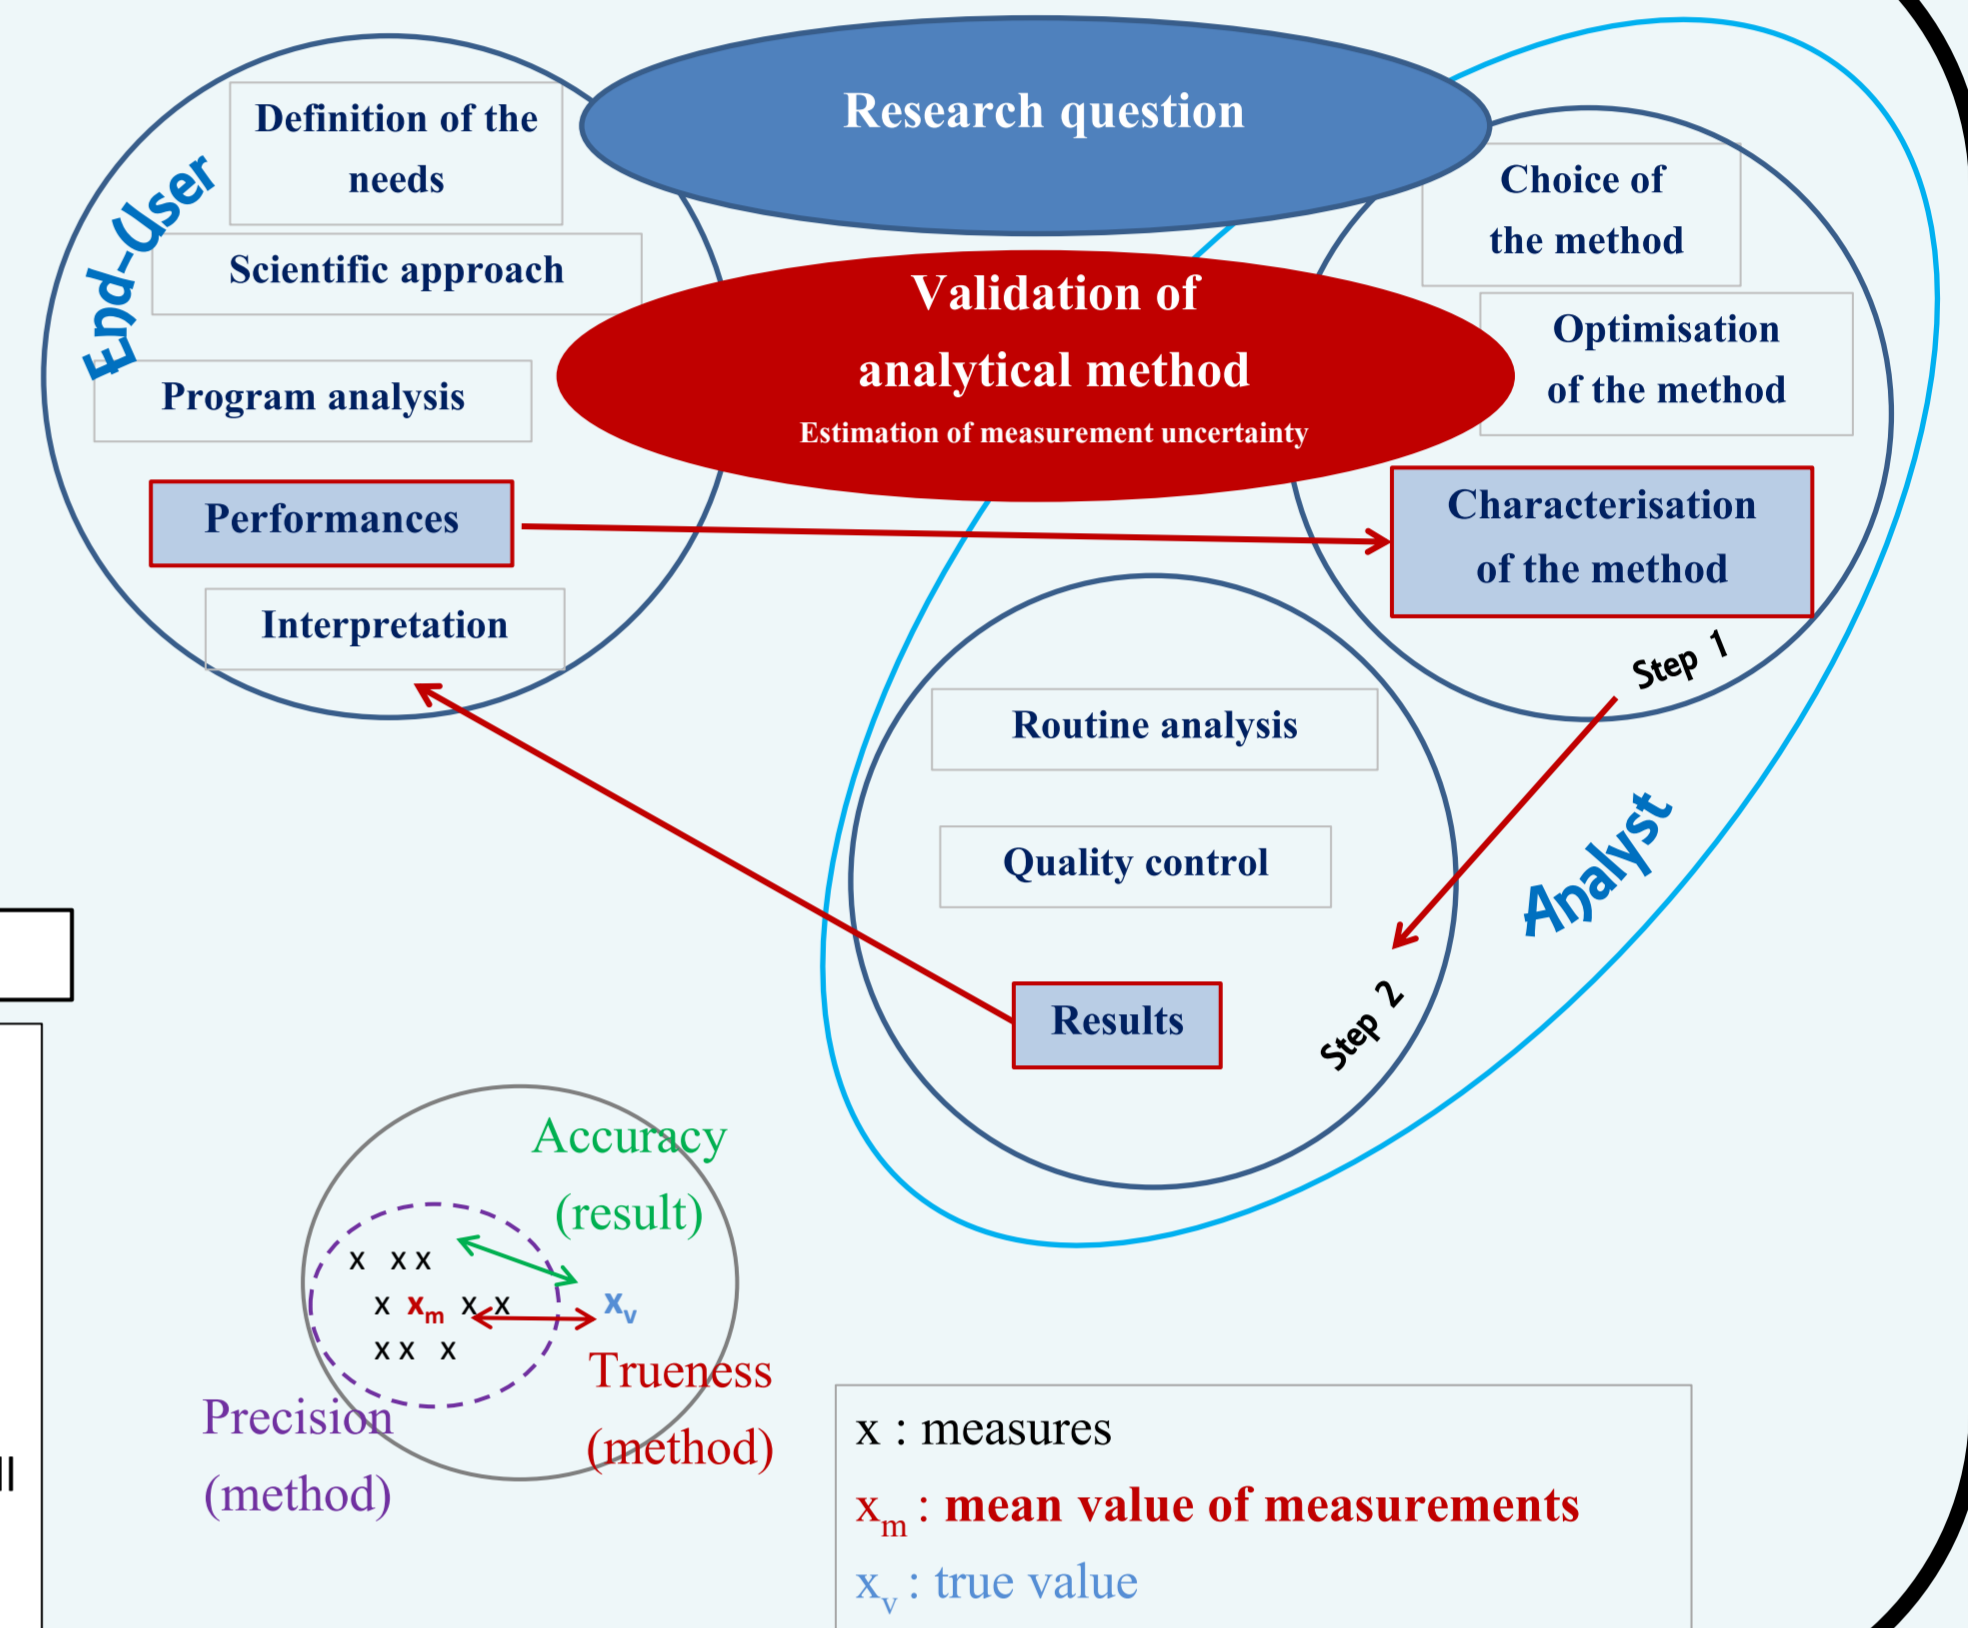 Research question
Definition of the
needs
End-User
Scientific approach
Program analysis
Performances
Interpretation
Validation of
analytical method
Estimation of measurement uncertainty
Choice of
the method
Optimisation
of the method
Characterisation
of the method
Step 1
Routine analysis
Quality control
Results
Step 2
Analyst
Accuracy
(result)
x x x
x xm x x xv
x x x
Trueness
(method)
Precision
(method)
x : measures
xm : mean value of measurements
xv : true value